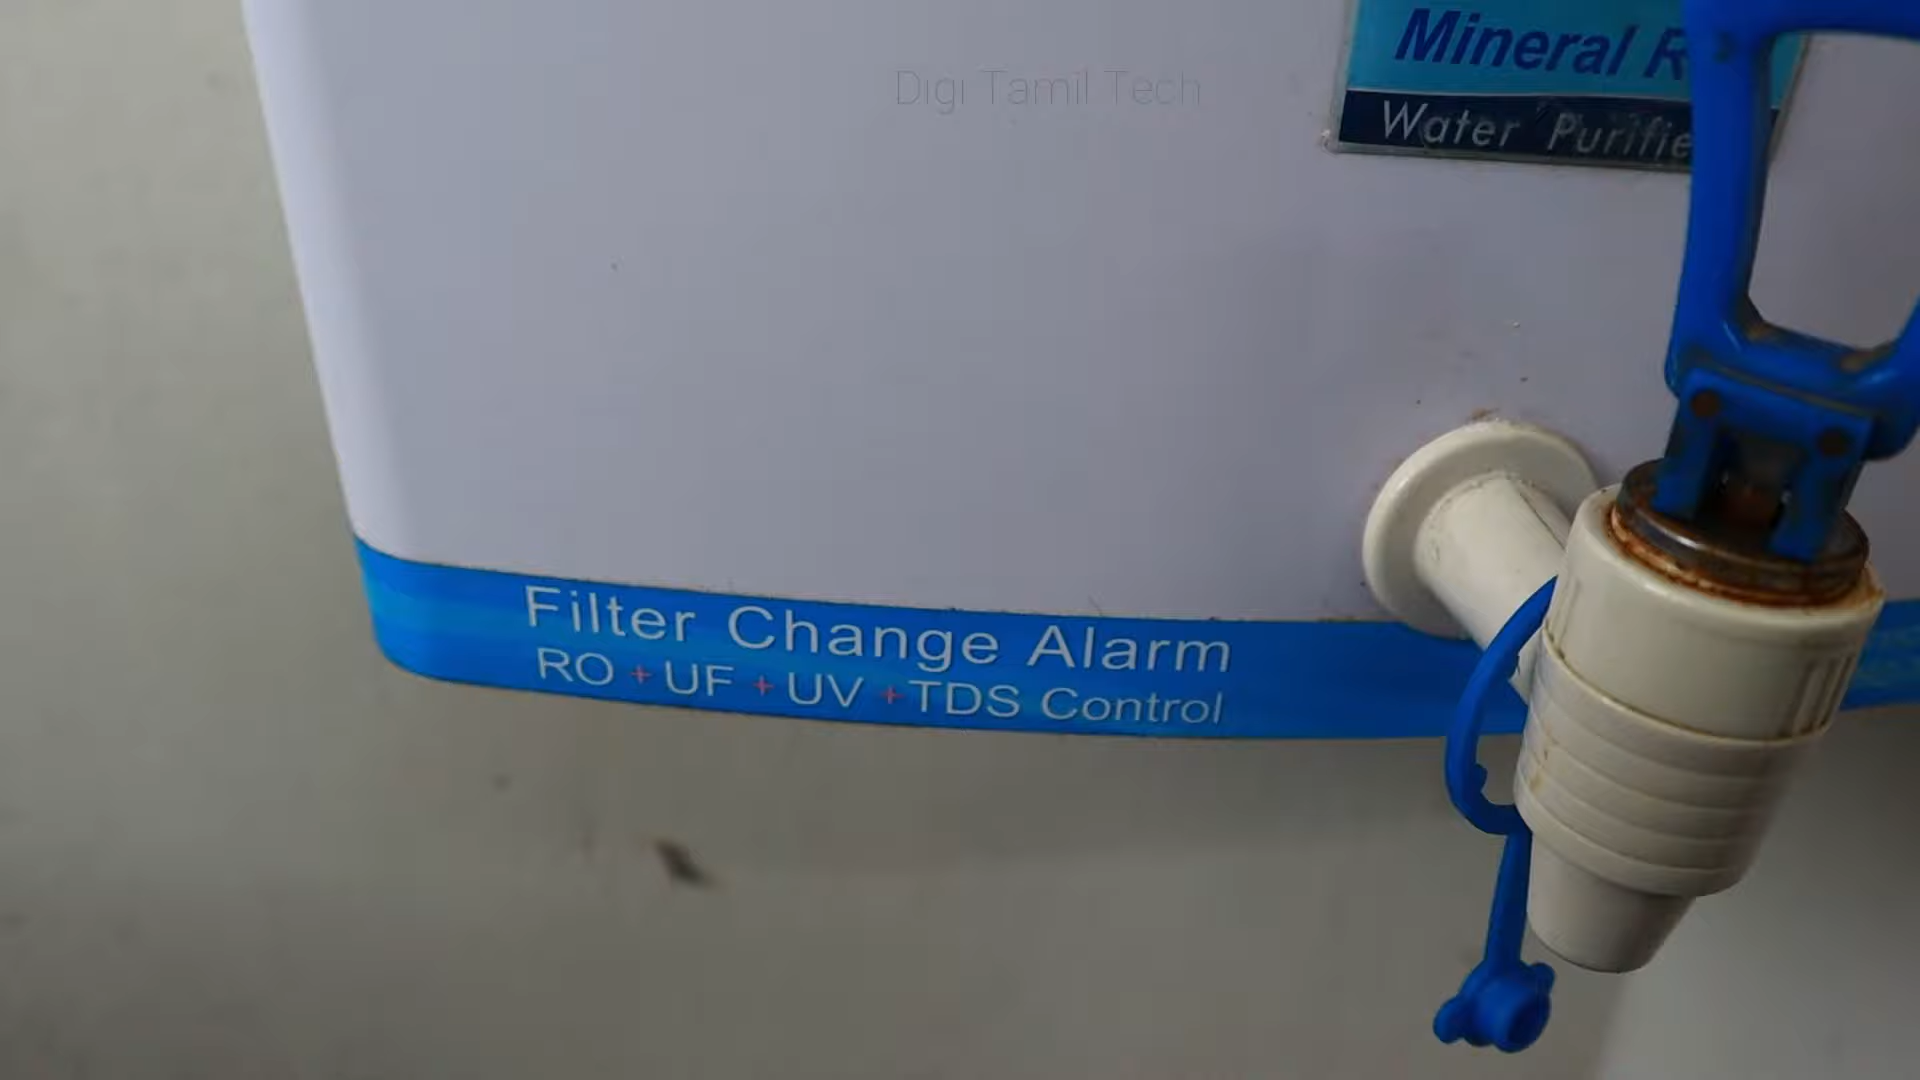 Mineral
Water
Digi Tamil Tech
Filter Change Alarm
RO + UF + UV + TDS Control